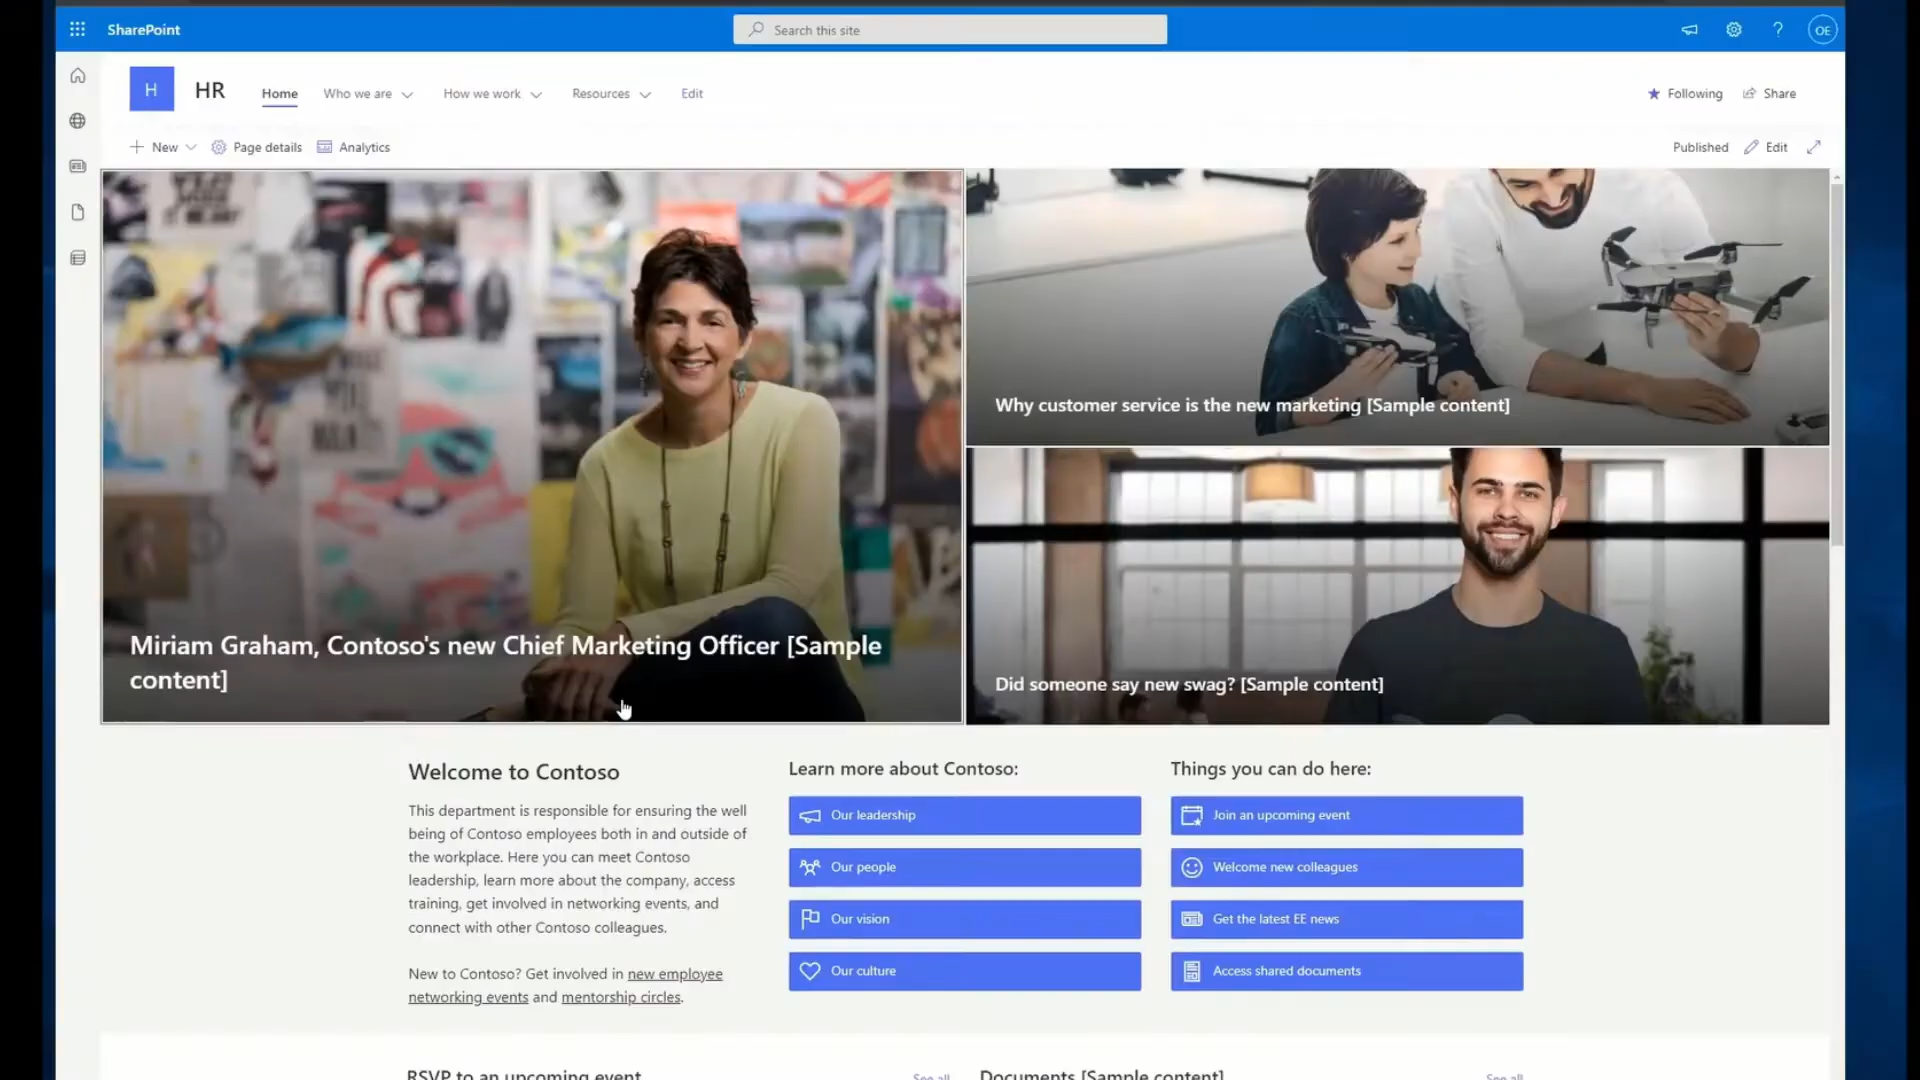 SharePoint
Search this site
OE
H
HR
Home
Who we are
How we work
Resources
Edit
Following
Share
New
Page details
Analytics
Published
Edit
Miriam Graham, Contoso's new Chief Marketing Officer [Sample
content]
Why customer service is the new marketing [Sample content]
Did someone say new swag? [Sample content]
Welcome to Contoso
This department is responsible for ensuring the well
being of Contoso employees both in and outside of
the workplace. Here you can meet Contoso
leadership, learn more about the company, access
training, get involved in networking events, and
connect with other Contoso colleagues.
New to Contoso? Get involved in new employee
networking events and mentorship circles.
Learn more about Contoso:
Our leadership
Our people
Our vision
Our culture
Things you can do here:
Join an upcoming event
Welcome new colleagues
Get the latest EE news
Access shared documents
RSVP to an upcoming event
See all
Documents [Sample content]
See all